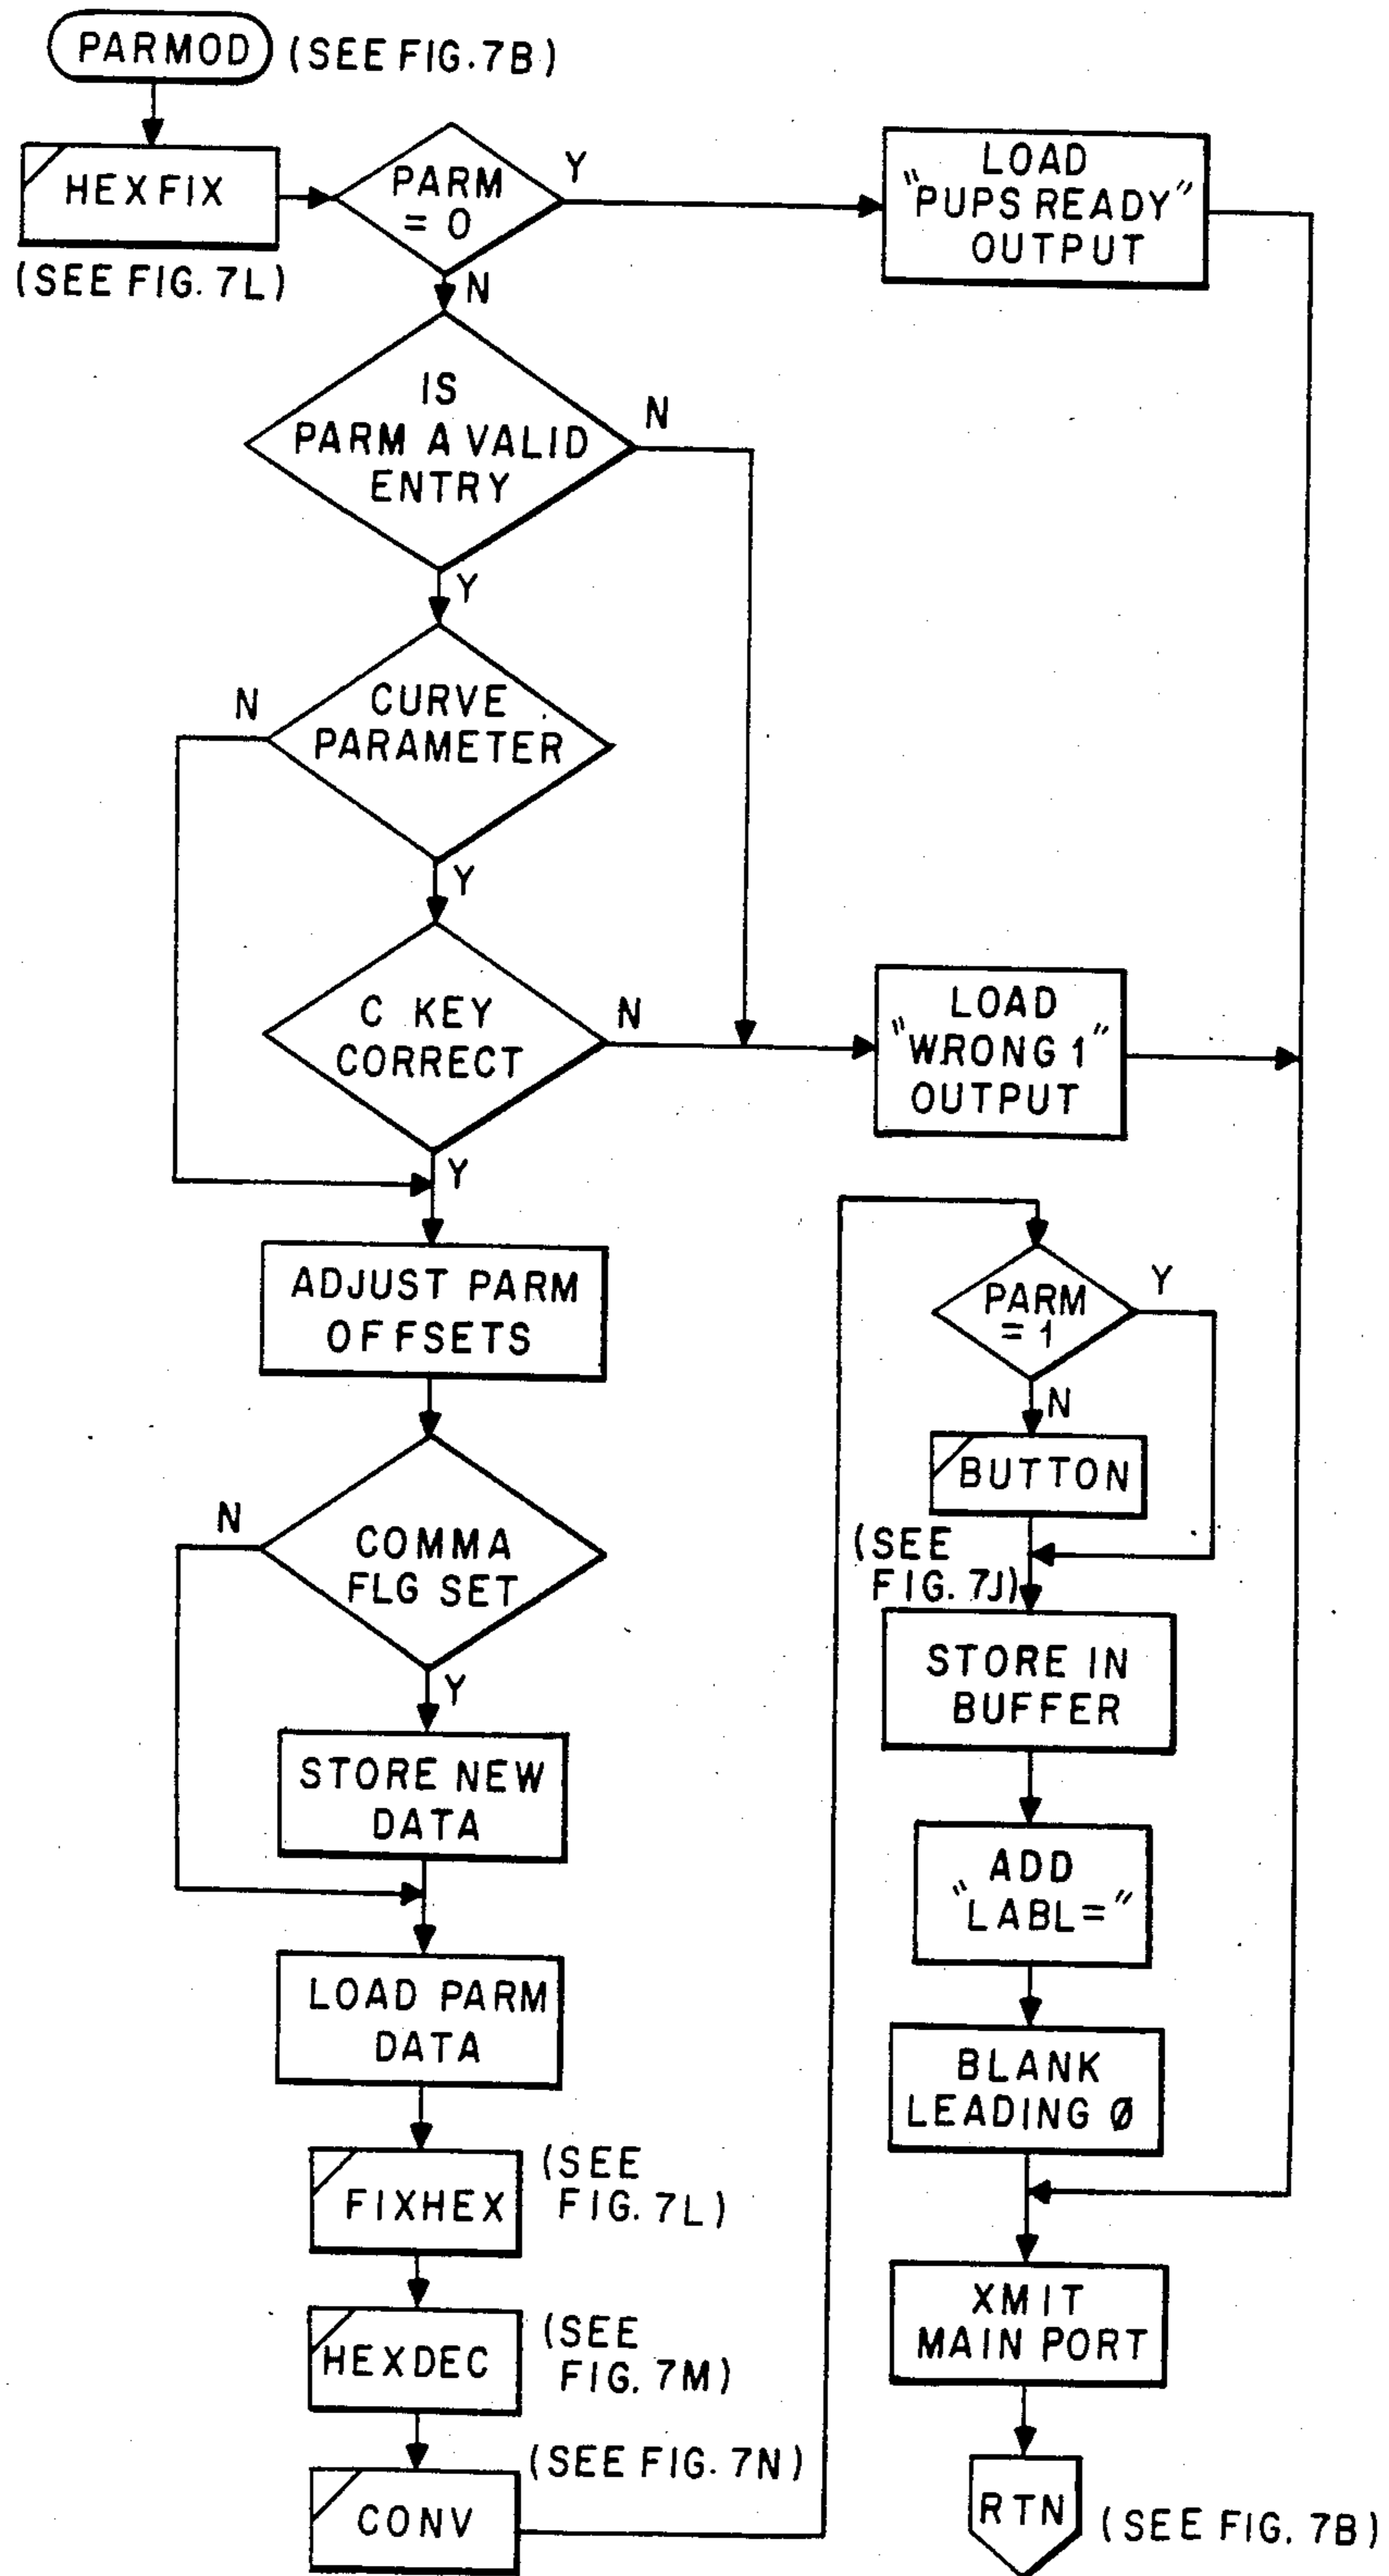 PARMOD (SEE FIG. 7B)
HEXFIX
(SEE FIG. 7L)
PARM
= 0
Y
N
LOAD
"PUPS READY"
OUTPUT
IS
PARM A VALID
ENTRY
N
Y
CURVE
PARAMETER
N
Y
C KEY
CORRECT
N
Y
LOAD
"WRONG 1"
OUTPUT
ADJUST PARM
OFFSETS
COMMA
FLG SET
N
Y
STORE NEW
DATA
LOAD PARM
DATA
FIXHEX
(SEE
FIG. 7L)
HEXDEC
(SEE
FIG. 7M)
CONV
(SEE FIG. 7N)
PARM
= 1
Y
N
BUTTON
(SEE
FIG. 7J)
STORE IN
BUFFER
ADD
"LABL="
BLANK
LEADING Ø
XMIT
MAIN PORT
RTN
(SEE FIG. 7B)